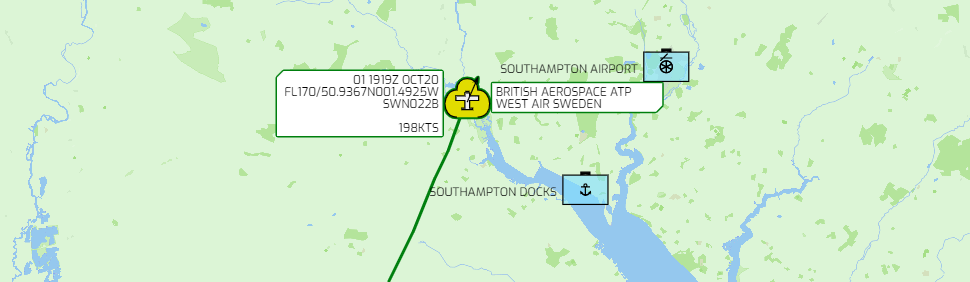 SOUTHAMPTON AIRPORT
01 1919Z OCT20
FL170/50.9367N001.4925W
SWN022B
198KTS
BRITISH AEROSPACE ATP
WEST AIR SWEDEN
SOUTHAMPTON DOCKS